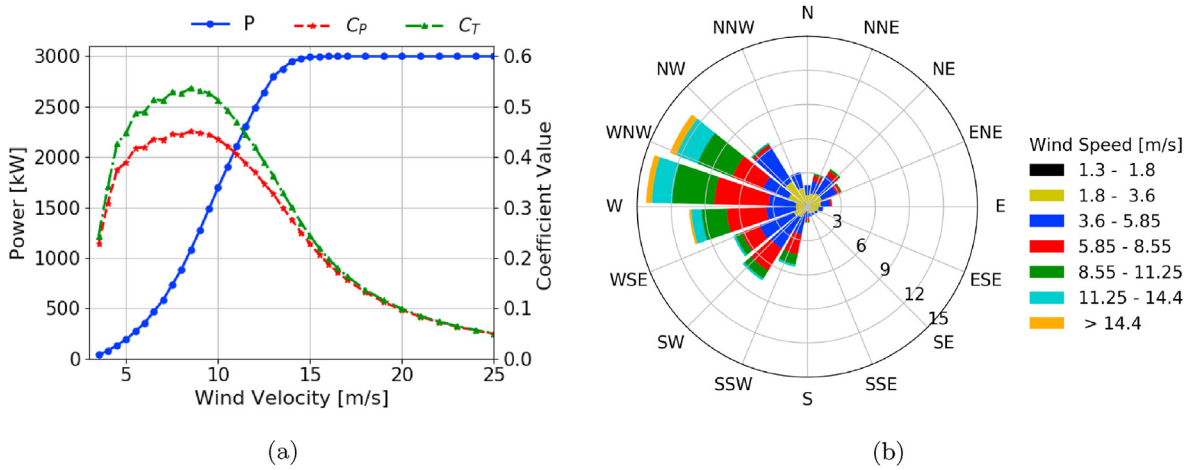 P C_P C_T
3000
2500
2000
1500
1000
500
0
Power [kW]
0.6
0.5
0.4
0.3
0.2
0.1
0.0
Coefficient Value
5 10 15 20 25
Wind Velocity [m/s]
(a)
N
NNE
NE
ENE
E
ESE
SE
SSE
S
SSW
SW
WSE
W
WNW
NW
NNW
3
6
9
12
15
Wind Speed [m/s]
1.3 - 1.8
1.8 - 3.6
3.6 - 5.85
5.85 - 8.55
8.55 - 11.25
11.25 - 14.4
> 14.4
(b)